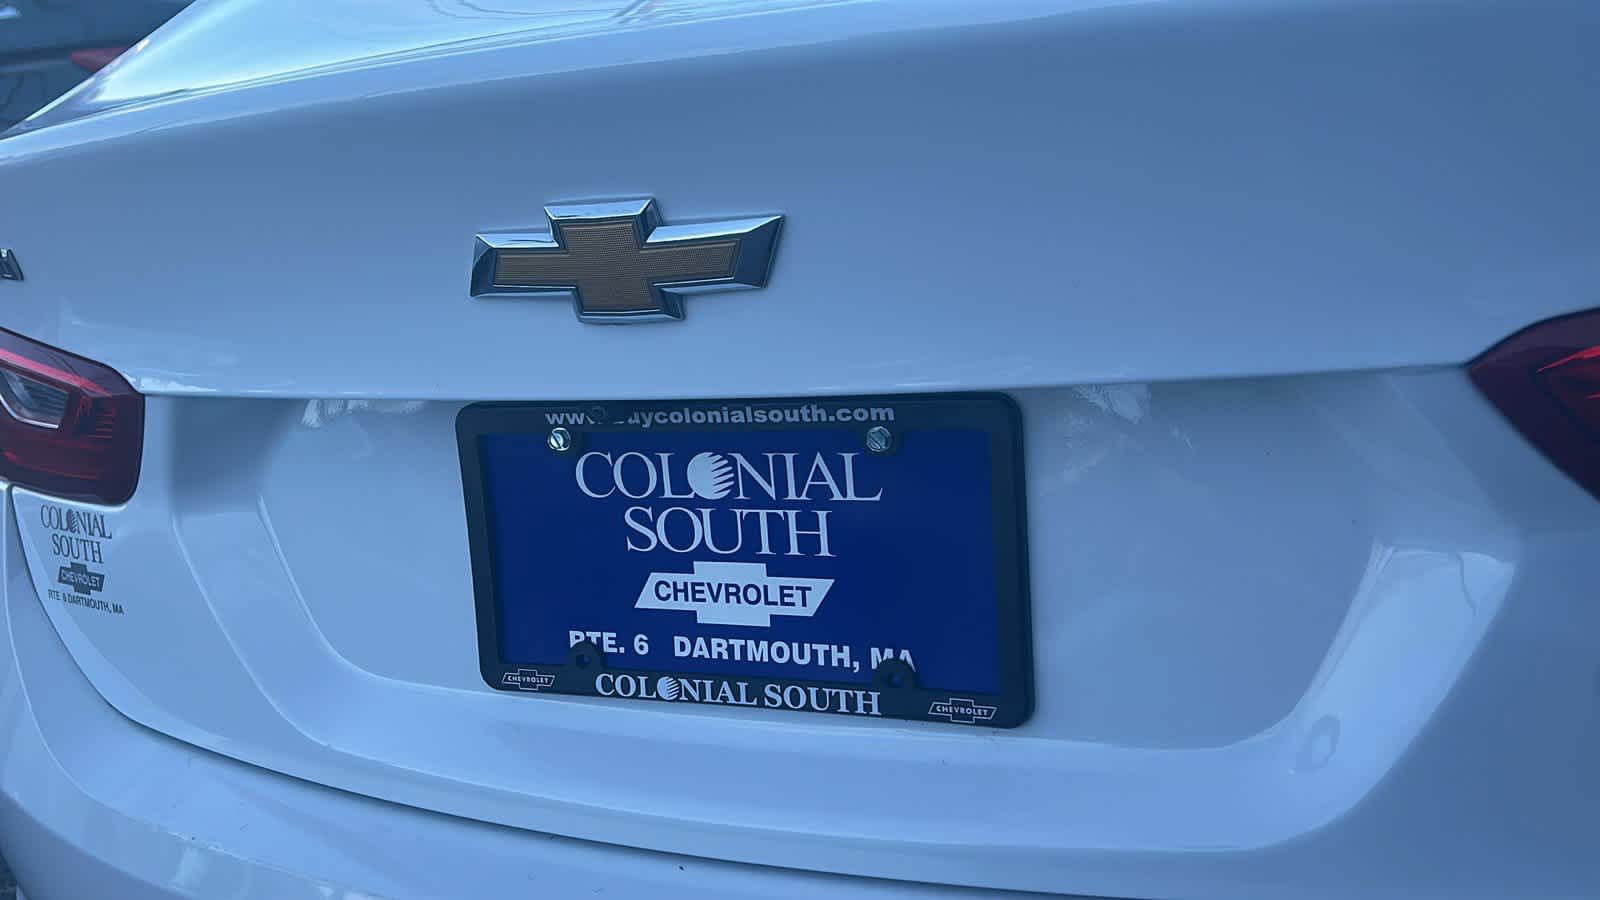 www.buycolonialsouth.com
COLONIAL
SOUTH
CHEVROLET
RTE. 6 DARTMOUTH, MA
CHEVROLET
COLONIAL SOUTH
CHEVROLET
COLONIAL
SOUTH
CHEVROLET
RTE 6 DARTMOUTH, MA